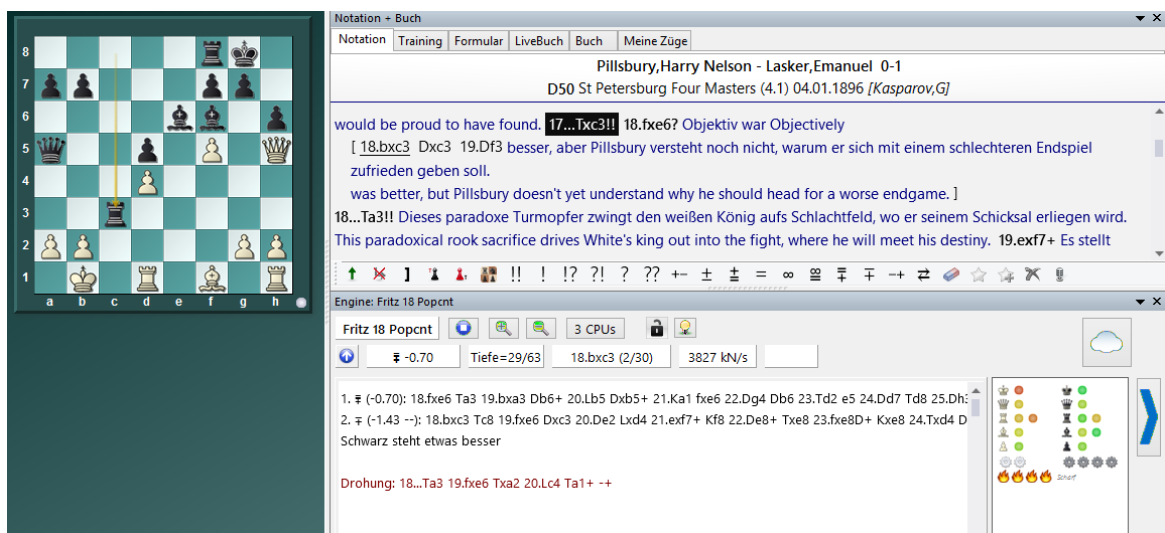 8
7
6
5
4
3
2
1
a b c d e f g h
Notation + Buch
Notation Training Formular LiveBuch Buch Meine Züge
Pillsbury,Harry Nelson - Lasker,Emanuel 0-1
D50 St Petersburg Four Masters (4.1) 04.01.1896 [Kasparov,G]
would be proud to have found. 17...Txc3!! 18.fxe6? Objektiv war Objectively
[ 18.bxc3 Dxc3 19.Df3 besser, aber Pillsbury versteht noch nicht, warum er sich mit einem schlechteren Endspiel
zufrieden geben soll.
was better, but Pillsbury doesn't yet understand why he should head for a worse endgame. ]
18...Ta3!! Dieses paradoxe Turmopfer zwingt den weißen König aufs Schlachtfeld, wo er seinem Schicksal erliegen wird.
This paradoxical rook sacrifice drives White's king out into the fight, where he will meet his destiny. 19.exf7+ Es stellt
] !! ! !? ?! ? ?? +− ± ⩲ = ∞ ⩱ ∓ −+ ⇄
Engine: Fritz 18 Popcnt
Fritz 18 Popcnt 3 CPUs
⩱ -0.70 Tiefe=29/63 18.bxc3 (2/30) 3827 kN/s
1. ⩱ (-0.70): 18.fxe6 Ta3 19.bxa3 Db6+ 20.Lb5 Dxb5+ 21.Ka1 fxe6 22.Dg4 Db6 23.Td2 e5 24.Dd7 Td8 25.Dh3
2. ∓ (-1.43 --): 18.bxc3 Tc8 19.fxe6 Dxc3 20.De2 Lxd4 21.exf7+ Kf8 22.De8+ Txe8 23.fxe8D+ Kxe8 24.Txd4 D
Schwarz steht etwas besser
Drohung: 18...Ta3 19.fxe6 Txa2 20.Lc4 Ta1+ -+
Scharf